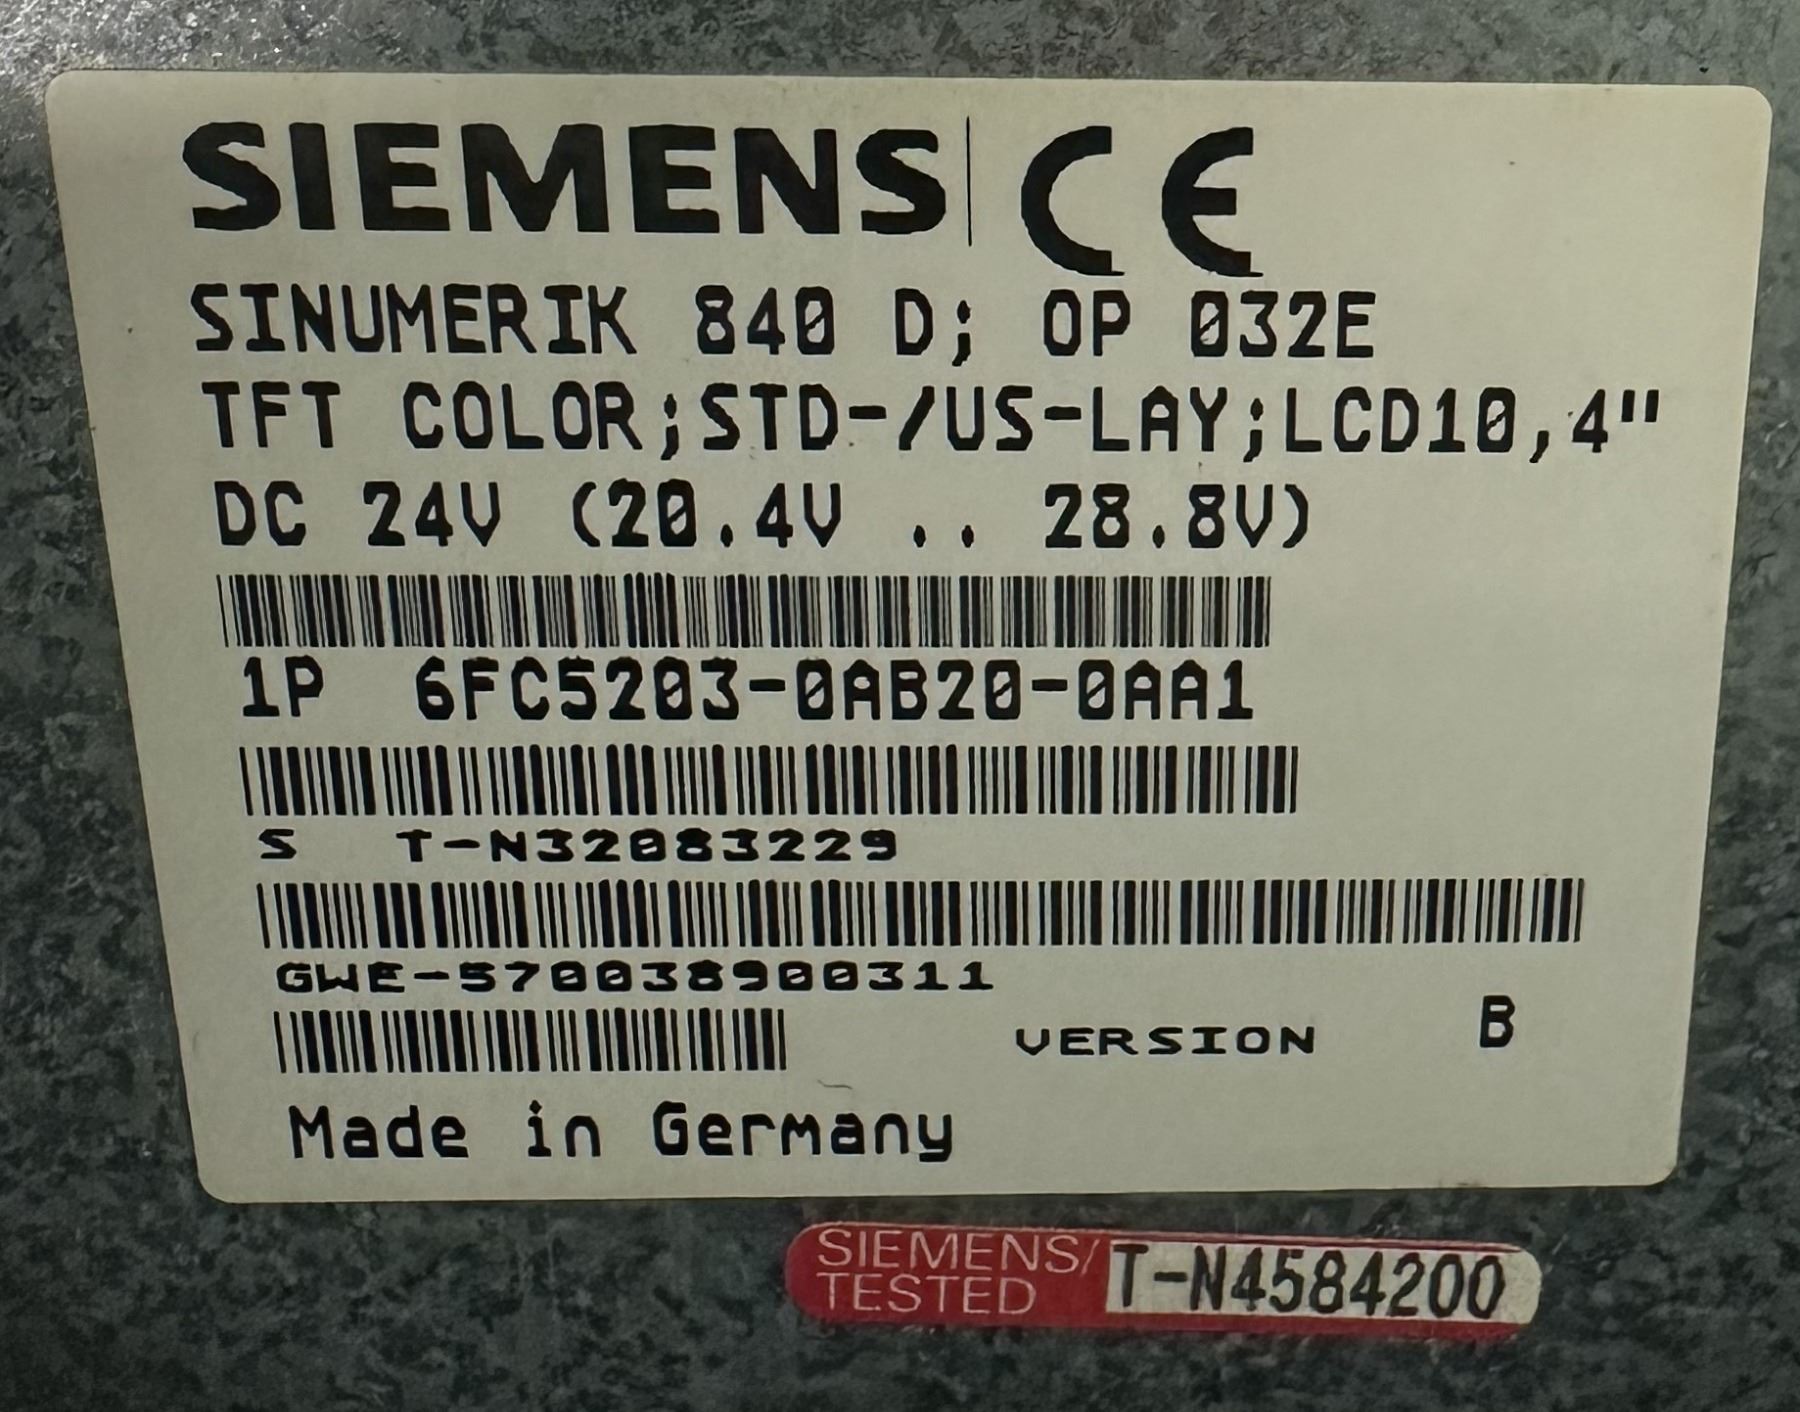 SIEMENS CE
SINUMERIK 840 D; OP 032E
TFT COLOR;STD-/US-LAY;LCD10,4"
DC 24V (20.4V .. 28.8V)
1P 6FC5203-0AB20-0AA1
S T-N32083229
GWE-570038900311
VERSION B
Made in Germany
SIEMENS/
TESTED
T-N4584200